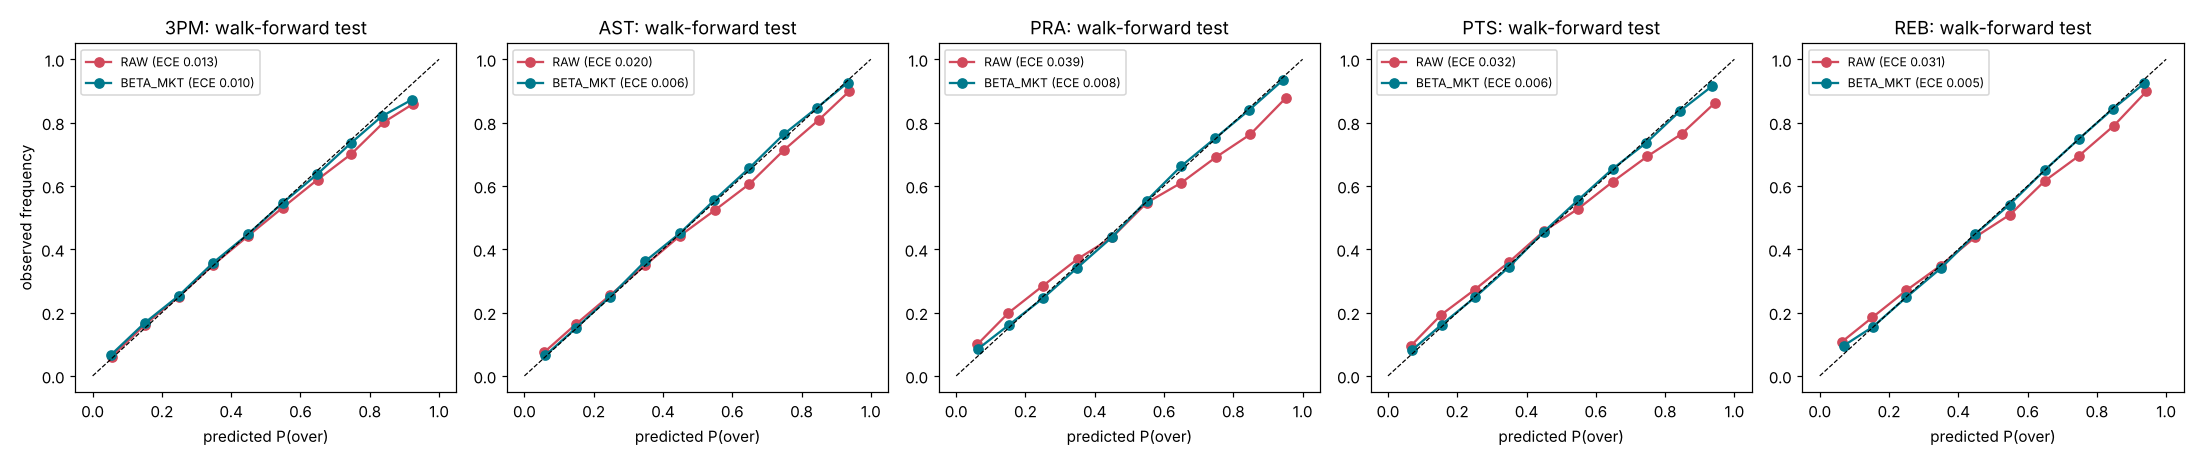 3PM: walk-forward test
RAW (ECE 0.013)
BETA_MKT (ECE 0.010)
observed frequency
1.0
0.8
0.6
0.4
0.2
0.0
0.0 0.2 0.4 0.6 0.8 1.0
predicted P(over)
AST: walk-forward test
RAW (ECE 0.020)
BETA_MKT (ECE 0.006)
1.0
0.8
0.6
0.4
0.2
0.0
0.0 0.2 0.4 0.6 0.8 1.0
predicted P(over)
PRA: walk-forward test
RAW (ECE 0.039)
BETA_MKT (ECE 0.008)
1.0
0.8
0.6
0.4
0.2
0.0
0.0 0.2 0.4 0.6 0.8 1.0
predicted P(over)
PTS: walk-forward test
RAW (ECE 0.032)
BETA_MKT (ECE 0.006)
1.0
0.8
0.6
0.4
0.2
0.0
0.0 0.2 0.4 0.6 0.8 1.0
predicted P(over)
REB: walk-forward test
RAW (ECE 0.031)
BETA_MKT (ECE 0.005)
1.0
0.8
0.6
0.4
0.2
0.0
0.0 0.2 0.4 0.6 0.8 1.0
predicted P(over)